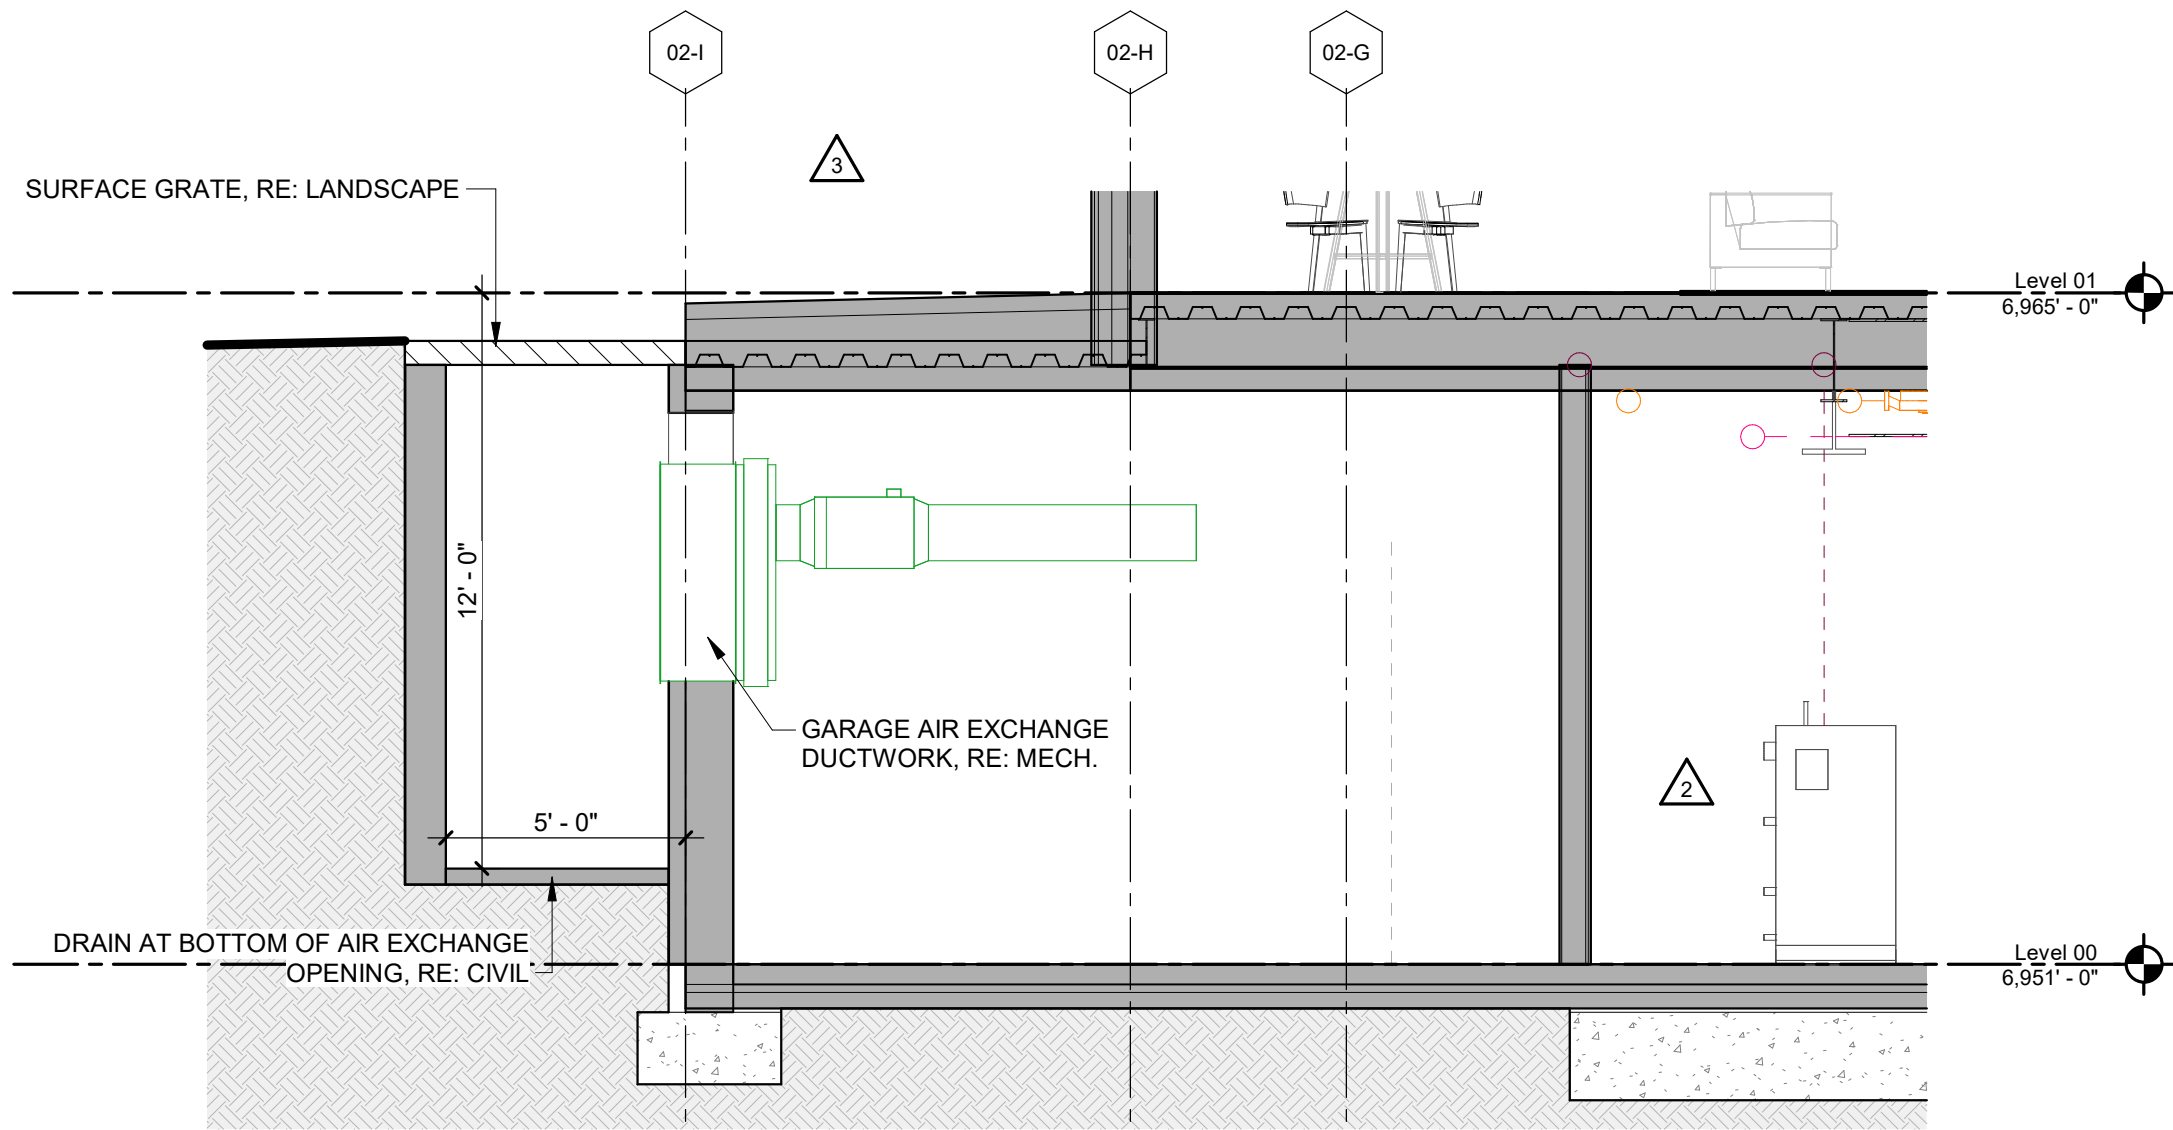 02-I
02-H
02-G
3
SURFACE GRATE, RE: LANDSCAPE
Level 01
6,965' - 0"
12' - 0"
GARAGE AIR EXCHANGE
DUCTWORK, RE: MECH.
2
5' - 0"
DRAIN AT BOTTOM OF AIR EXCHANGE
OPENING, RE: CIVIL
Level 00
6,951' - 0"